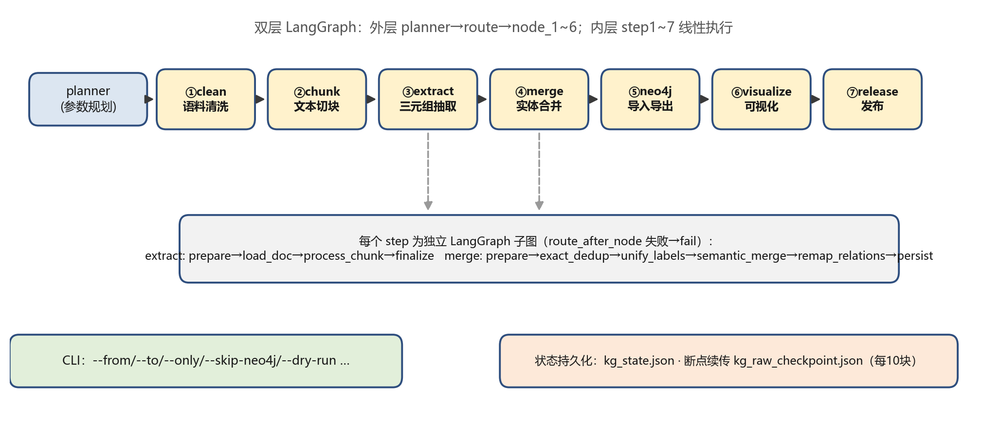 双层 LangGraph：外层 planner→route→node_1~6；内层 step1~7 线性执行
planner
(参数规划)
①clean
语料清洗
②chunk
文本切块
③extract
三元组抽取
④merge
实体合并
⑤neo4j
导入导出
⑥visualize
可视化
⑦release
发布
每个 step 为独立 LangGraph 子图（route_after_node 失败→fail）:
extract: prepare→load_doc→process_chunk→finalize   merge: prepare→exact_dedup→unify_labels→semantic_merge→remap_relations→persist
CLI：--from/--to/--only/--skip-neo4j/--dry-run ...
状态持久化：kg_state.json · 断点续传 kg_raw_checkpoint.json（每10块）